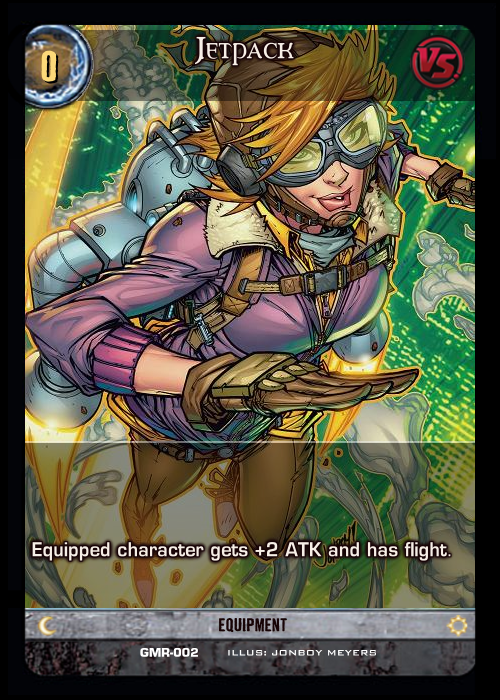 0
Jetpack
VS
Equipped character gets +2 ATK and has flight.
EQUIPMENT
GMR-002 ILLUS: JONBOY MEYERS